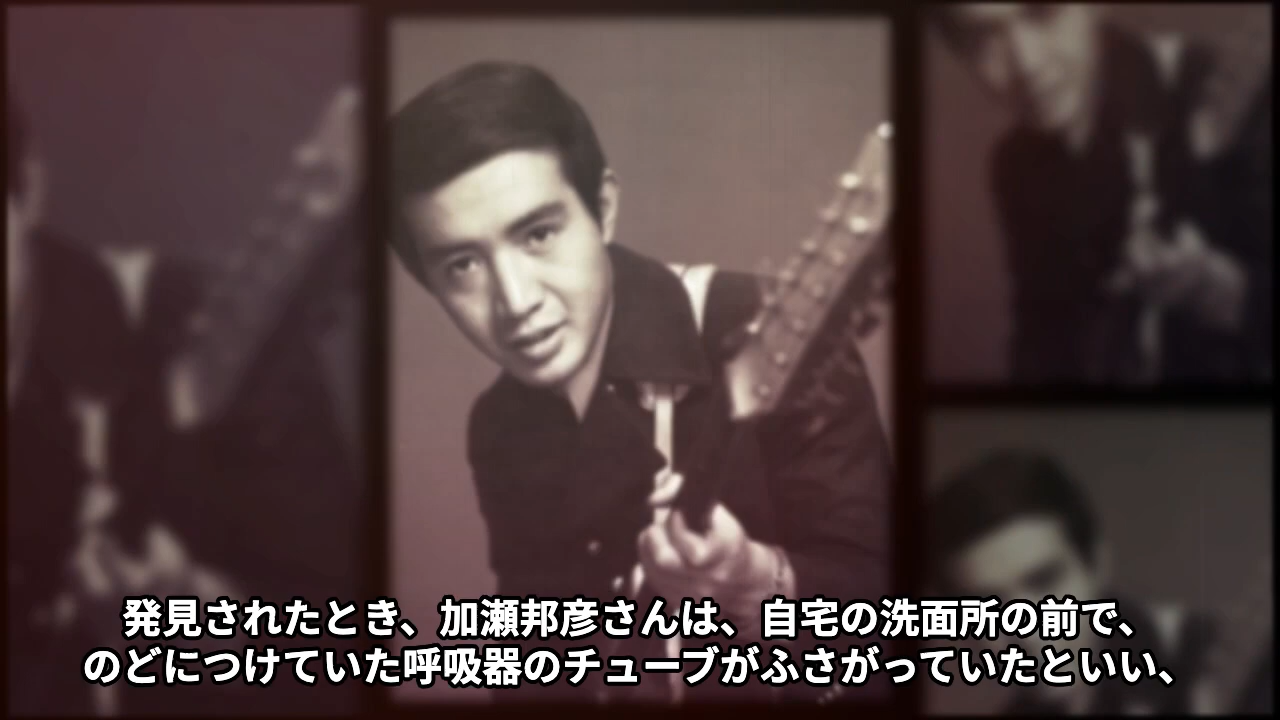 発見されたとき、加瀬邦彦さんは、自宅の洗面所の前で、
のどにつけていた呼吸器のチューブがふさがっていたといい、